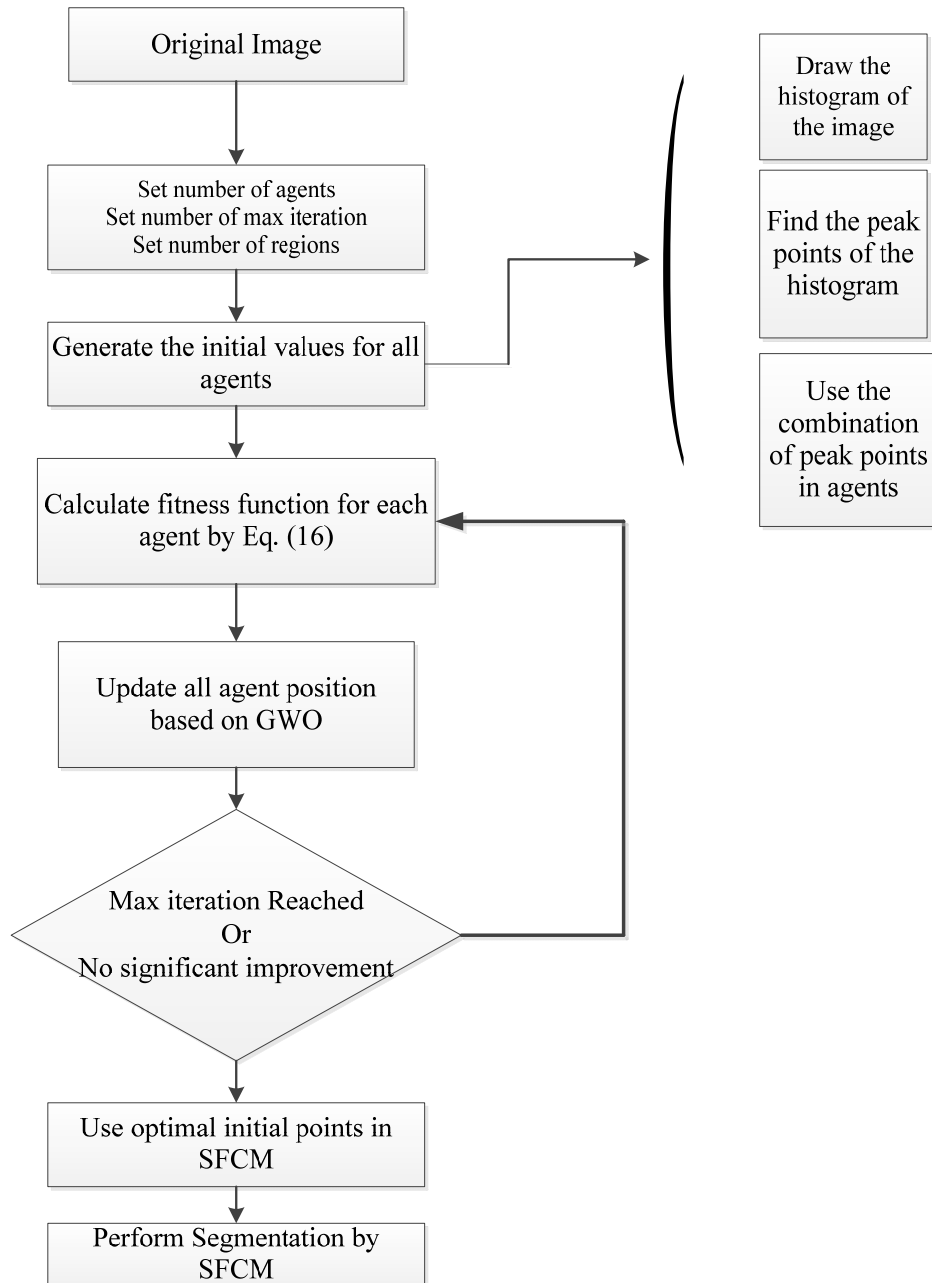 Original Image
Set number of agents
Set number of max iteration
Set number of regions
Generate the initial values for all
agents
Calculate fitness function for each
agent by Eq. (16)
Update all agent position
based on GWO
Max iteration Reached
Or
No significant improvement
Use optimal initial points in
SFCM
Perform Segmentation by
SFCM
Draw the
histogram of
the image
Find the peak
points of the
histogram
Use the
combination
of peak points
in agents